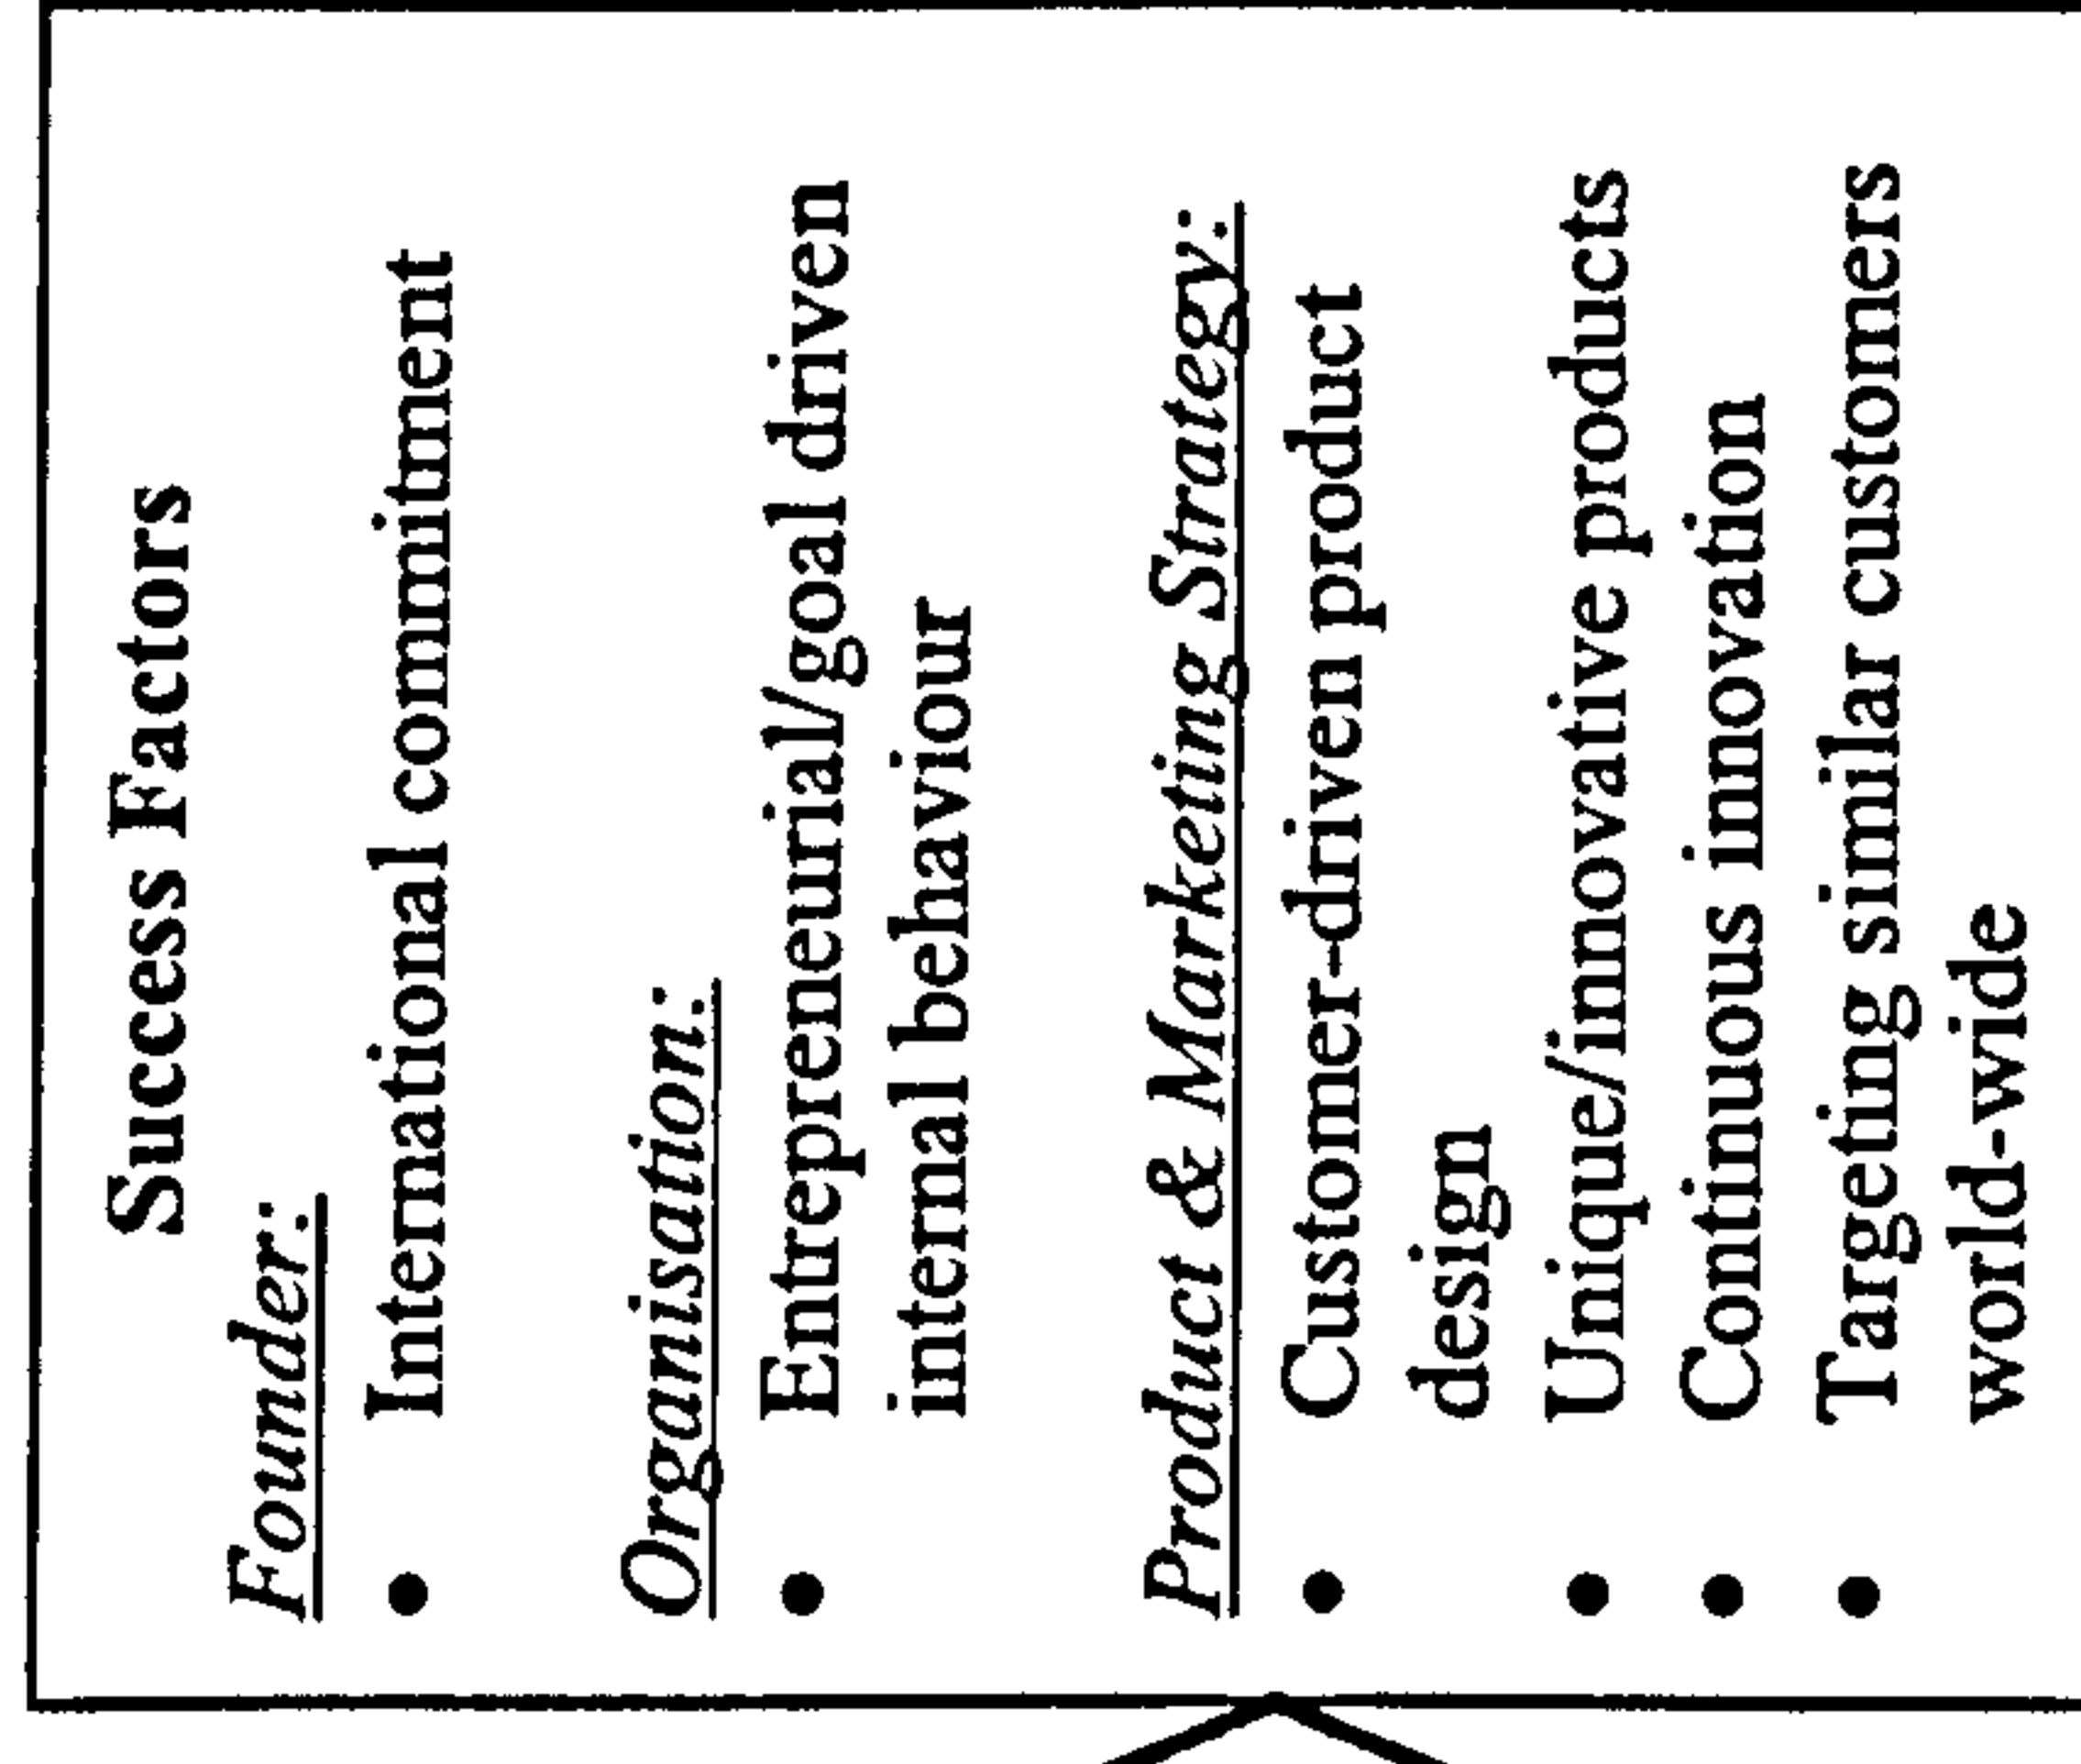 Success Factors
Founder:
• International commitment
Organisation:
• Entrepreneurial/goal driven
internal behaviour
Product & Marketing Strategy:
• Customer-driven product
design
• Unique/innovative products
• Continuous innovation
• Targeting similar customers
world-wide